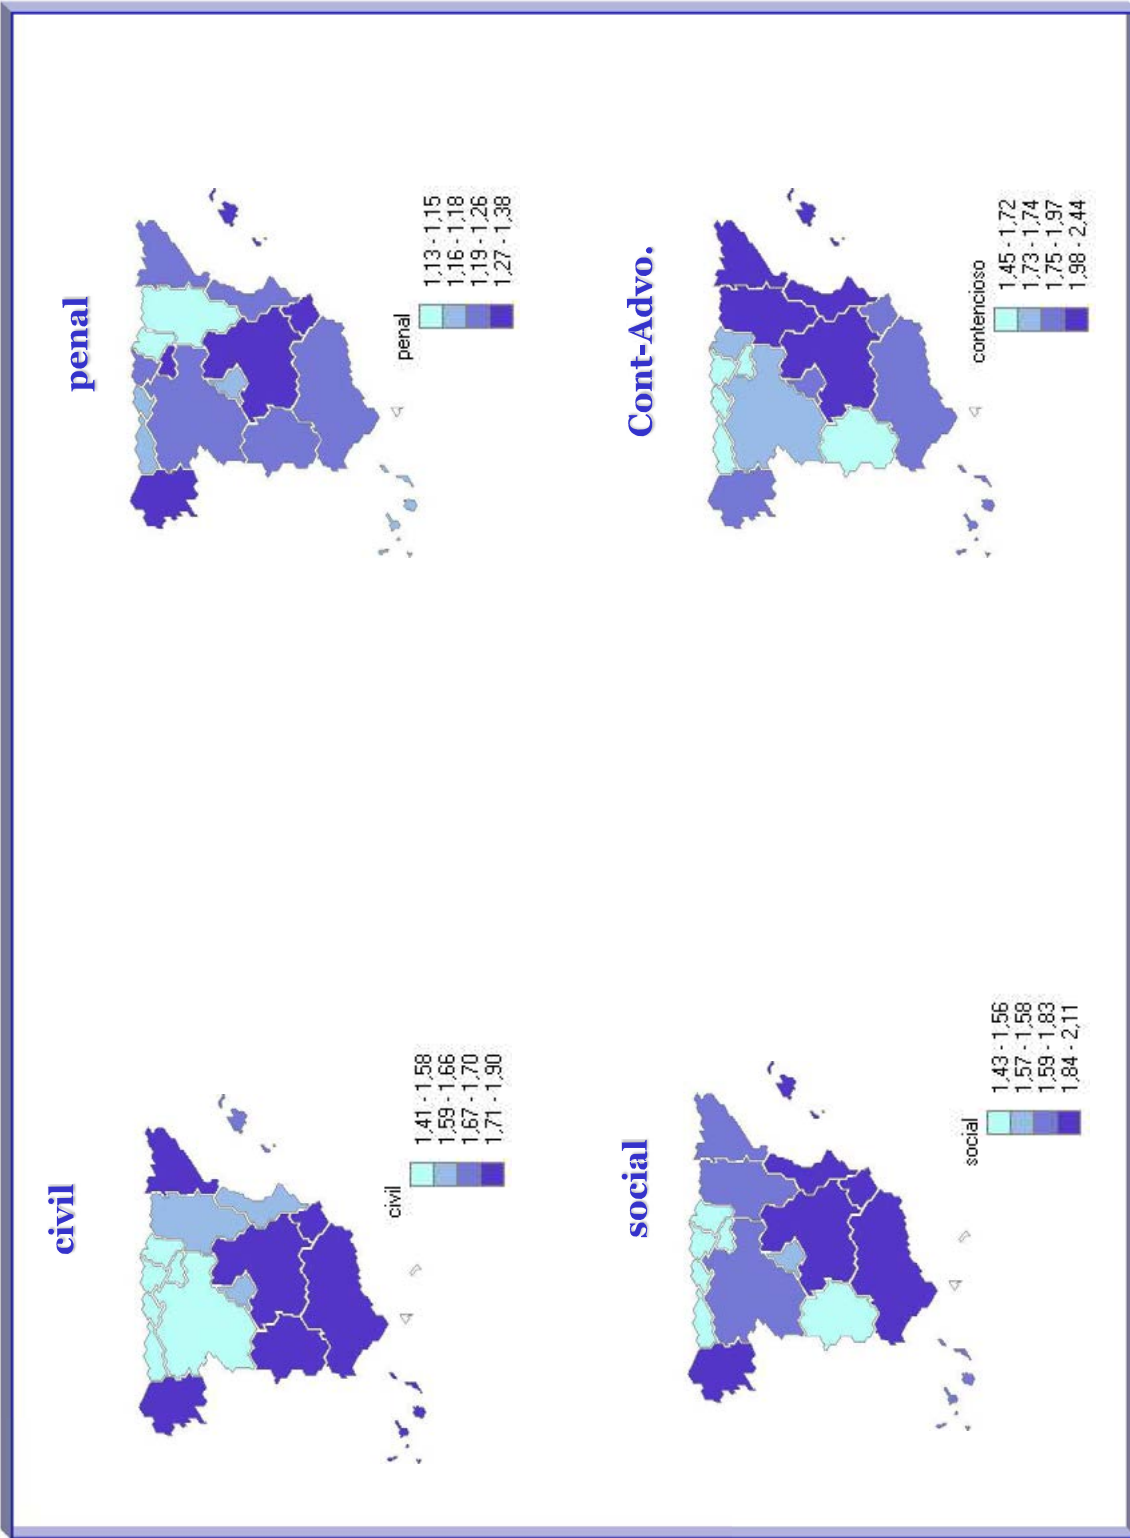 civil
civil
1,41 - 1,58
1,59 - 1,66
1,67 - 1,70
1,71 - 1,90
penal
penal
1,13 - 1,15
1,16 - 1,18
1,19 - 1,26
1,27 - 1,38
social
social
1,43 - 1,56
1,57 - 1,58
1,59 - 1,83
1,84 - 2,11
Cont-Advo.
contencioso
1,45 - 1,72
1,73 - 1,74
1,75 - 1,97
1,98 - 2,44